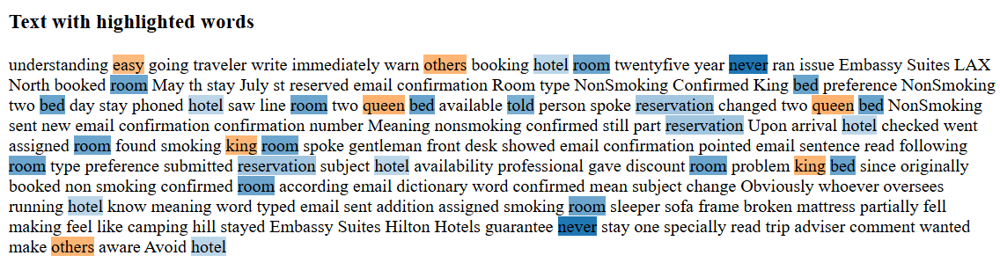 Text with highlighted words
understanding easy going traveler write immediately warn others booking hotel room twentyfive year never ran issue Embassy Suites LAX
North booked room May th stay July st reserved email confirmation Room type NonSmoking Confirmed King bed preference NonSmoking
two bed day stay phoned hotel saw line room two queen bed available told person spoke reservation changed two queen bed NonSmoking
sent new email confirmation confirmation number Meaning nonsmoking confirmed still part reservation Upon arrival hotel checked went
assigned room found smoking king room spoke gentleman front desk showed email confirmation pointed email sentence read following
room type preference submitted reservation subject hotel availability professional gave discount room problem king bed since originally
booked non smoking confirmed room according email dictionary word confirmed mean subject change Obviously whoever oversees
running hotel know meaning word typed email sent addition assigned smoking room sleeper sofa frame broken mattress partially fell
making feel like camping hill stayed Embassy Suites Hilton Hotels guarantee never stay one specially read trip adviser comment wanted
make others aware Avoid hotel